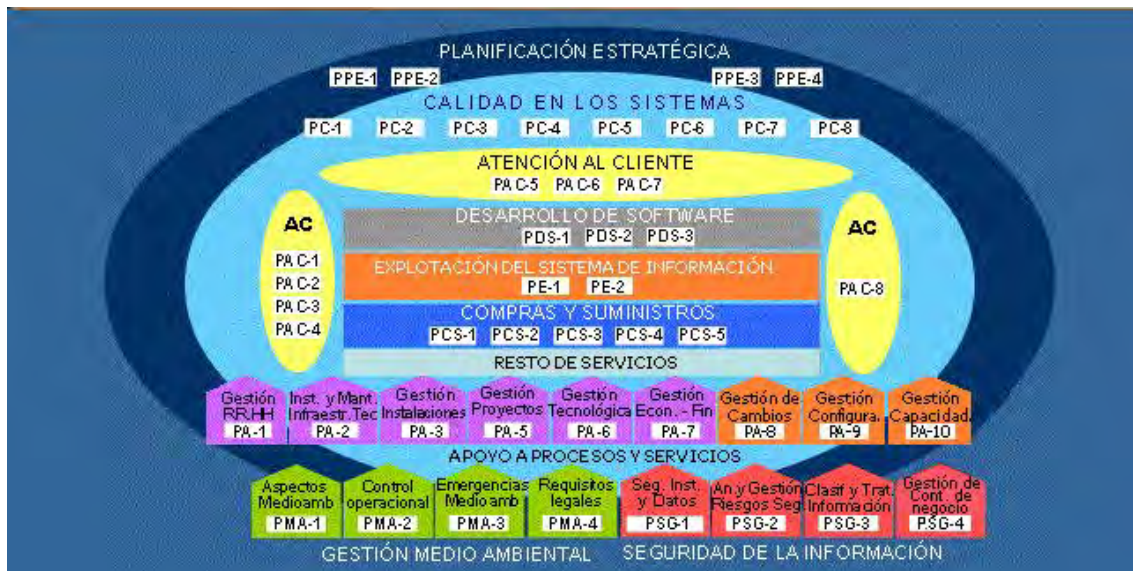 PLANIFICACIÓN ESTRATÉGICA
PPE-1 PPE-2 PPE-3 PPE-4
CALIDAD EN LOS SISTEMAS
PC-1 PC-2 PC-3 PC-4 PC-5 PC-6 PC-7 PC-8
ATENCIÓN AL CLIENTE
PAC-5 PAC-6 PAC-7
AC
PAC-1
PAC-2
PAC-3
PAC-4
DESARROLLO DE SOFTWARE
PDS-1 PDS-2 PDS-3
EXPLOTACIÓN DEL SISTEMA DE INFORMACIÓN
PE-1 PE-2
COMPRAS Y SUMINISTROS
PCS-1 PCS-2 PCS-3 PCS-4 PCS-5
RESTO DE SERVICIOS
AC
PAC-8
Gestión
RR.HH
PA-1
Inst. y Mant.
Infraestr.Tec
PA-2
Gestión
Instalaciones
PA-3
Gestión
Proyectos
PA-5
Gestión
Tecnológica
PA-6
Gestión
Econ.-Fin
PA-7
Gestión de
Cambios
PA-8
Gestión
Configura.
PA-9
Gestión
Capacidad.
PA-10
APOYO A PROCESOS Y SERVICIOS
Aspectos
Medioamb
PMA-1
Control
operacional
PMA-2
Emergencias
Medioamb
PMA-3
Requisitos
legales
PMA-4
Seg. Inst.
y Datos
PSG-1
An.y Gestión
Riesgos Seg.
PSG-2
Clasif y Trat.
Información
PSG-3
Gestión de
Cont. de
negocio
PSG-4
GESTIÓN MEDIO AMBIENTAL
SEGURIDAD DE LA INFORMACIÓN